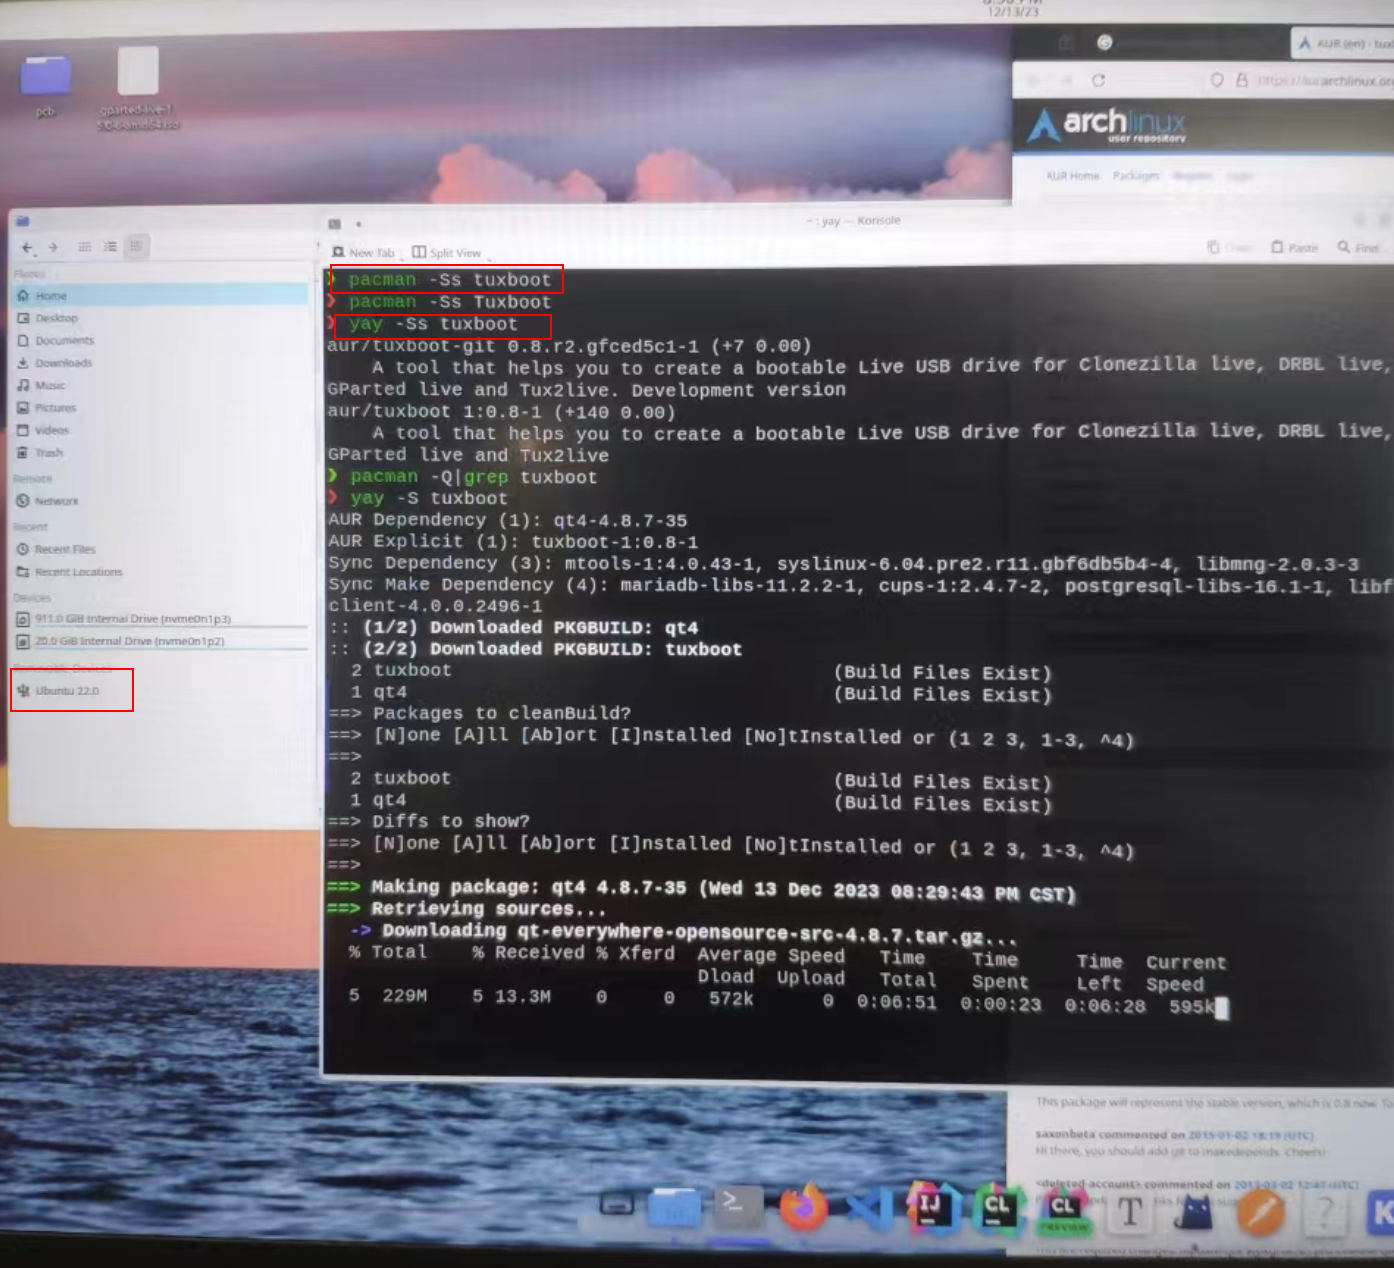 12/13/23
pcb
gparted-live-1
AUR (en) - tux
archlinux
user repository
AUR Home Packages
~ : yay — Konsole
New Tab Split View
Paste Find...
Places
Home
Desktop
Documents
Downloads
Music
Pictures
Videos
Trash
Remote
Network
Recent
Recent Files
Recent Locations
Devices
911.0 GiB Internal Drive (nvme0n1p3)
20.0 GiB Internal Drive (nvme0n1p2)
Removable Devices
Ubuntu 22.0
❯ pacman -Ss tuxboot
❯ pacman -Ss Tuxboot
❯ yay -Ss tuxboot
aur/tuxboot-git 0.8.r2.gfced5c1-1 (+7 0.00)
A tool that helps you to create a bootable Live USB drive for Clonezilla live, DRBL live,
GParted live and Tux2live. Development version
aur/tuxboot 1:0.8-1 (+140 0.00)
A tool that helps you to create a bootable Live USB drive for Clonezilla live, DRBL live,
GParted live and Tux2live
❯ pacman -Q|grep tuxboot
❯ yay -S tuxboot
AUR Dependency (1): qt4-4.8.7-35
AUR Explicit (1): tuxboot-1:0.8-1
Sync Dependency (3): mtools-1:4.0.43-1, syslinux-6.04.pre2.r11.gbf6db5b4-4, libmng-2.0.3-3
Sync Make Dependency (4): mariadb-libs-11.2.2-1, cups-1:2.4.7-2, postgresql-libs-16.1-1, libf
client-4.0.0.2496-1
:: (1/2) Downloaded PKGBUILD: qt4
:: (2/2) Downloaded PKGBUILD: tuxboot
2 tuxboot (Build Files Exist)
1 qt4 (Build Files Exist)
==> Packages to cleanBuild?
==> [N]one [A]ll [Ab]ort [I]nstalled [No]tInstalled or (1 2 3, 1-3, ^4)
==>
2 tuxboot (Build Files Exist)
1 qt4 (Build Files Exist)
==> Diffs to show?
==> [N]one [A]ll [Ab]ort [I]nstalled [No]tInstalled or (1 2 3, 1-3, ^4)
==>
==> Making package: qt4 4.8.7-35 (Wed 13 Dec 2023 08:29:43 PM CST)
==> Retrieving sources...
-> Downloading qt-everywhere-opensource-src-4.8.7.tar.gz...
% Total % Received % Xferd Average Speed Time Time Time Current
Dload Upload Total Spent Left Speed
5 229M 5 13.3M 0 0 572k 0 0:06:51 0:00:23 0:06:28 595k
This package will represent the stable version, which is 0.8 now. To
saxonbeta commented on 2015-01-02 18:19 (UTC)
Hi there, you should add git to makedepends. Cheers!
<deleted-account> commented on
IJ
CL
CL
PREVIEW
T
?
K